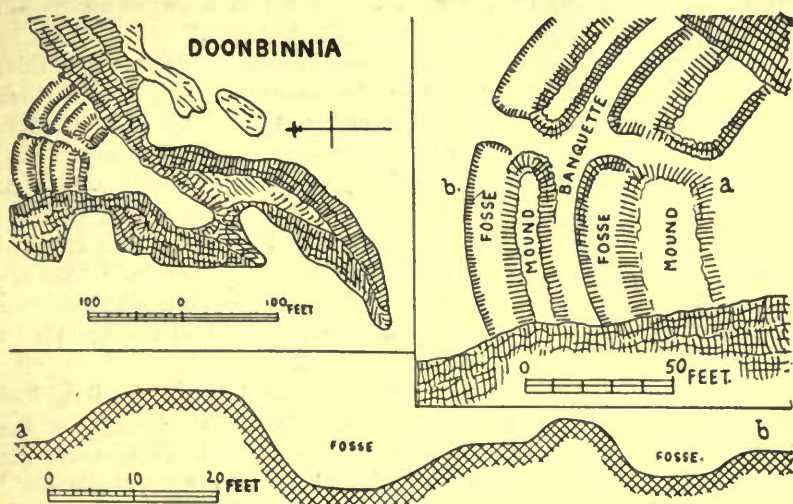 DOONBINNIA
100 0 100 FEET
b.
FOSSE
MOUND
BANQUETTE
FOSSE
MOUND
a
0 50
FEET.
a
FOSSE
FOSSE.
b
0 10 20 FEET